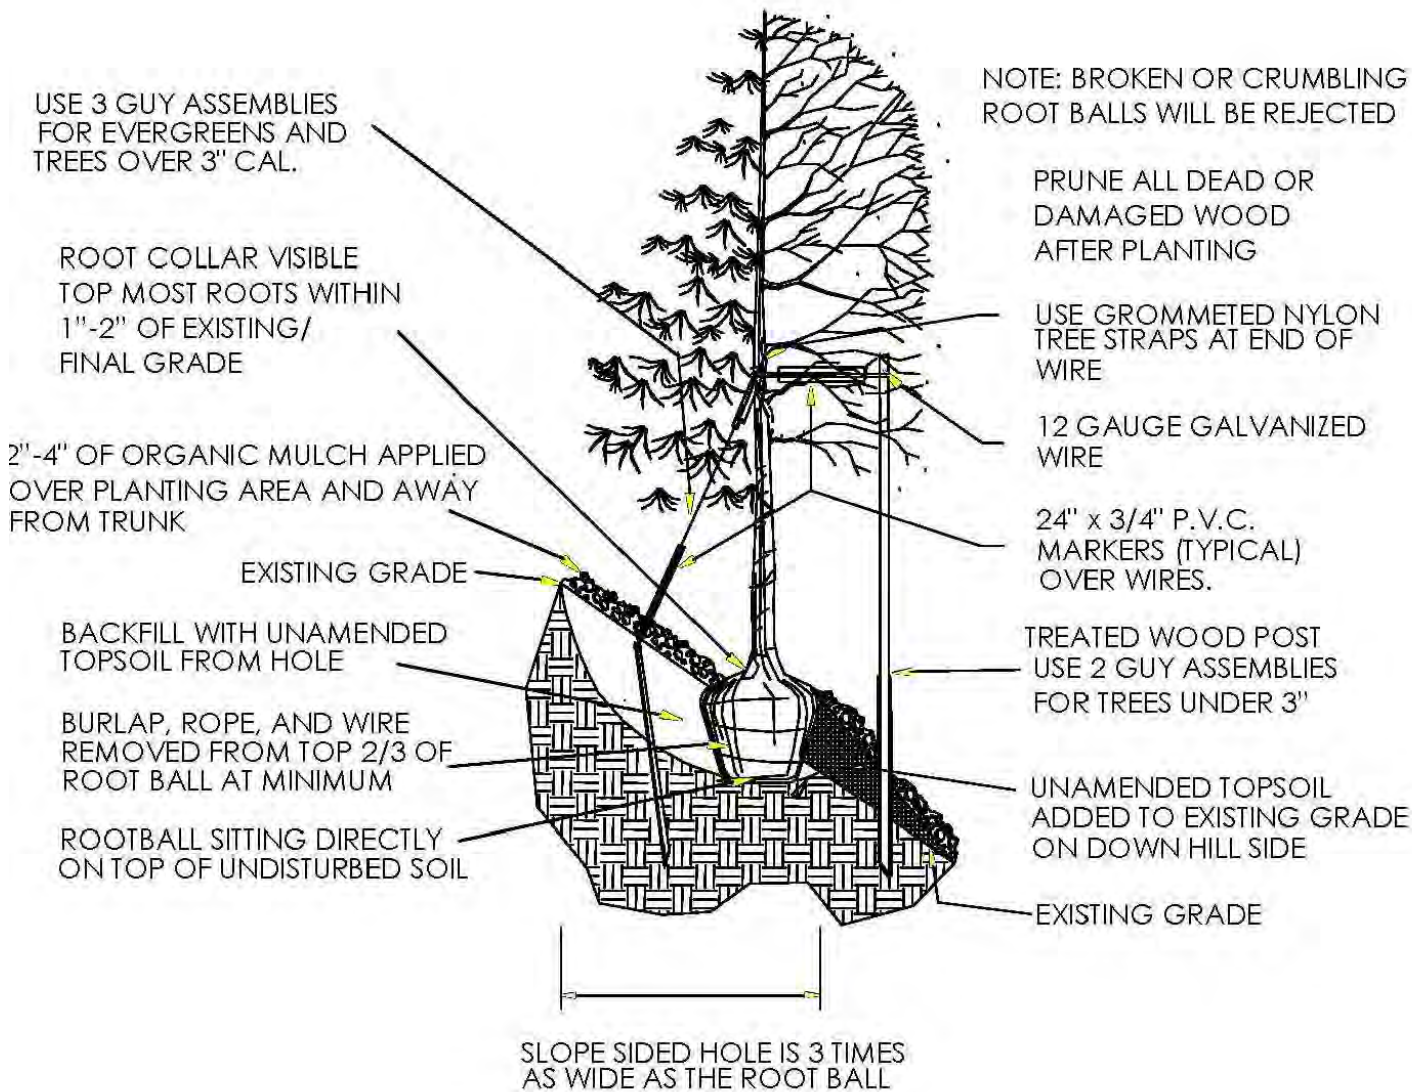 USE 3 GUY ASSEMBLIES
FOR EVERGREENS AND
TREES OVER 3" CAL.
ROOT COLLAR VISIBLE
TOP MOST ROOTS WITHIN
1"-2" OF EXISTING/
FINAL GRADE
2"-4" OF ORGANIC MULCH APPLIED
OVER PLANTING AREA AND AWAY
FROM TRUNK
EXISTING GRADE
BACKFILL WITH UNAMENDED
TOPSOIL FROM HOLE
BURLAP, ROPE, AND WIRE
REMOVED FROM TOP 2/3 OF
ROOT BALL AT MINIMUM
ROOTBALL SITTING DIRECTLY
ON TOP OF UNDISTURBED SOIL
NOTE: BROKEN OR CRUMBLING
ROOT BALLS WILL BE REJECTED
PRUNE ALL DEAD OR
DAMAGED WOOD
AFTER PLANTING
USE GROMMETED NYLON
TREE STRAPS AT END OF
WIRE
12 GAUGE GALVANIZED
WIRE
24" x 3/4" P.V.C.
MARKERS (TYPICAL)
OVER WIRES.
TREATED WOOD POST
USE 2 GUY ASSEMBLIES
FOR TREES UNDER 3"
UNAMENDED TOPSOIL
ADDED TO EXISTING GRADE
ON DOWN HILL SIDE
EXISTING GRADE
SLOPE SIDED HOLE IS 3 TIMES
AS WIDE AS THE ROOT BALL